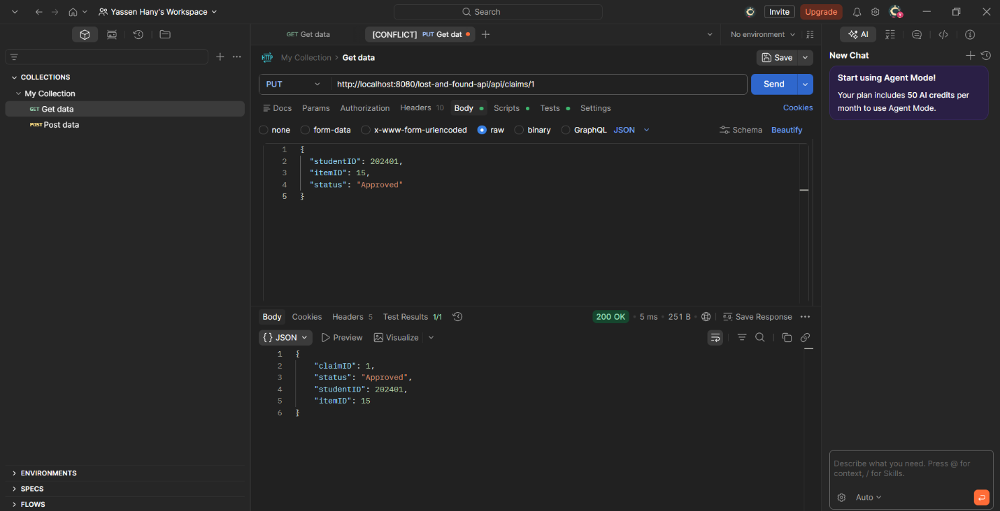 Yassen Hany's Workspace
Search
Invite
Upgrade
GET Get data
[CONFLICT] PUT Get dat
No environment
AI
New Chat
My Collection > Get data
Save
Start using Agent Mode!
Your plan includes 50 AI credits per
month to use Agent Mode.
COLLECTIONS
My Collection
GET Get data
POST Post data
PUT
http://localhost:8080/lost-and-found-api/api/claims/1
Send
Docs Params Authorization Headers 10 Body Scripts Tests Settings
Cookies
none form-data x-www-form-urlencoded raw binary GraphQL JSON
Schema Beautify
1 {
2 "studentID": 202401,
3 "itemID": 15,
4 "status": "Approved"
5 }
Body Cookies Headers 5 Test Results 1/1
200 OK 5 ms 251 B e.g. Save Response
{} JSON Preview Visualize
1 {
2 "claimID": 1,
3 "status": "Approved",
4 "studentID": 202401,
5 "itemID": 15
6 }
ENVIRONMENTS
SPECS
FLOWS
Describe what you need. Press @ for
context, / for Skills.
Auto